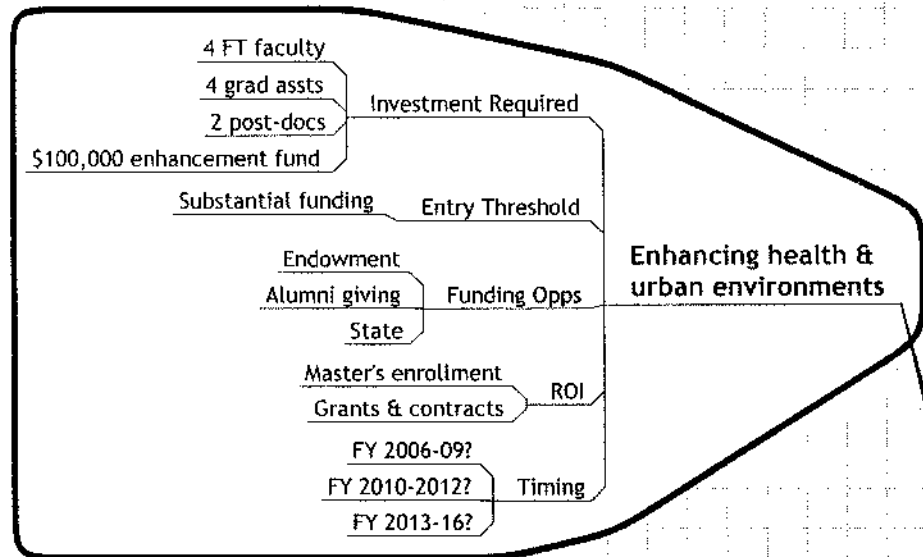 4 FT faculty
4 grad assts
2 post-docs
$100,000 enhancement fund
Investment Required
Substantial funding
Entry Threshold
Endowment
Alumni giving
State
Funding Opps
Master's enrollment
Grants & contracts
ROI
FY 2006-09?
FY 2010-2012?
FY 2013-16?
Timing
Enhancing health &
urban environments